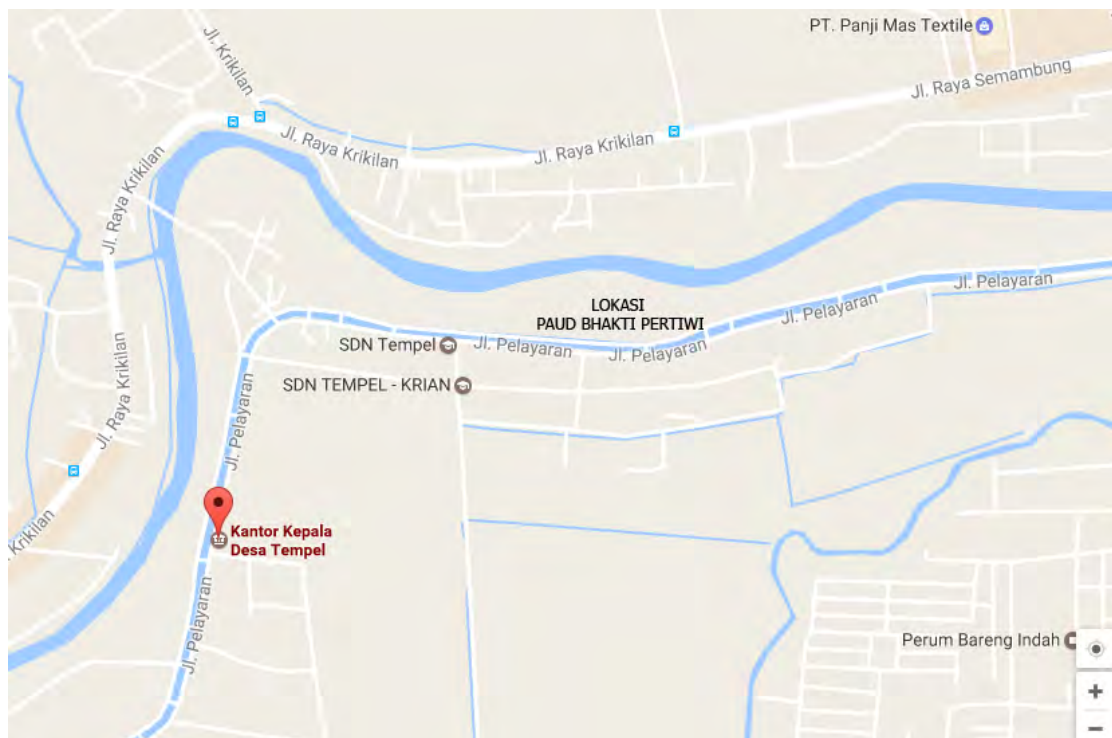 PT. Panji Mas Textile
Jl. Krikilan
Jl. Raya Semambung
Jl. Raya Krikilan
Jl. Raya Krikilan
Jl. Raya Krikilan
LOKASI
PAUD BHAKTI PERTIWI
Jl. Pelayaran
Jl. Pelayaran
SDN Tempel
Jl. Pelayaran
Jl. Pelayaran
SDN TEMPEL - KRIAN
Jl. Raya Krikilan
Jl. Pelayaran
Kantor Kepala
Desa Tempel
Krikilan
Jl. Pelayaran
Perum Bareng Indah